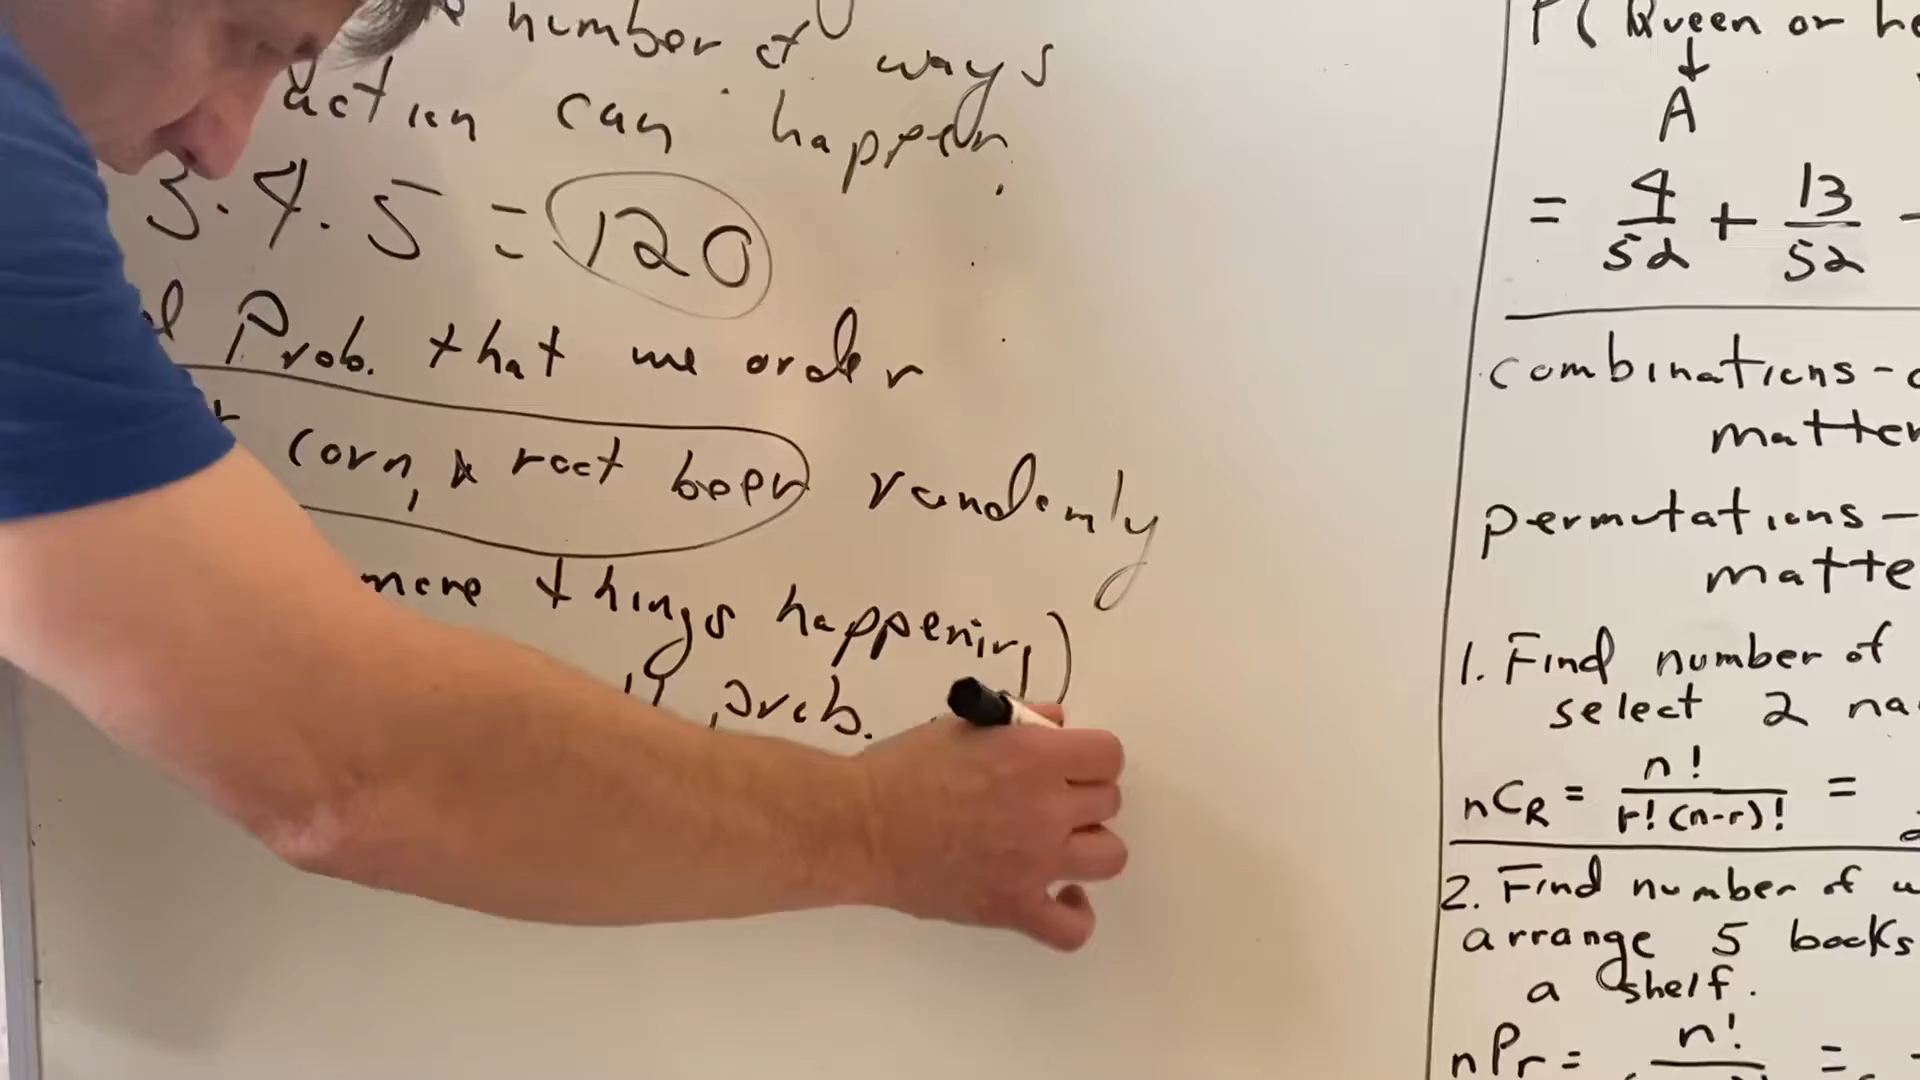 number of ways
action can happen.
3.4.5 = 120
Prob. that we order
corn, & root beer randomly
more things happening)
prob.
P( Queen or he
A
= 4/52 + 13/52 -
combinations -
matter
permutations -
matte
1. Find number of
select 2 na
nCR = n!/r!(n-r)! =
2. Find number of w
arrange 5 books
a shelf.
nPr = n! =